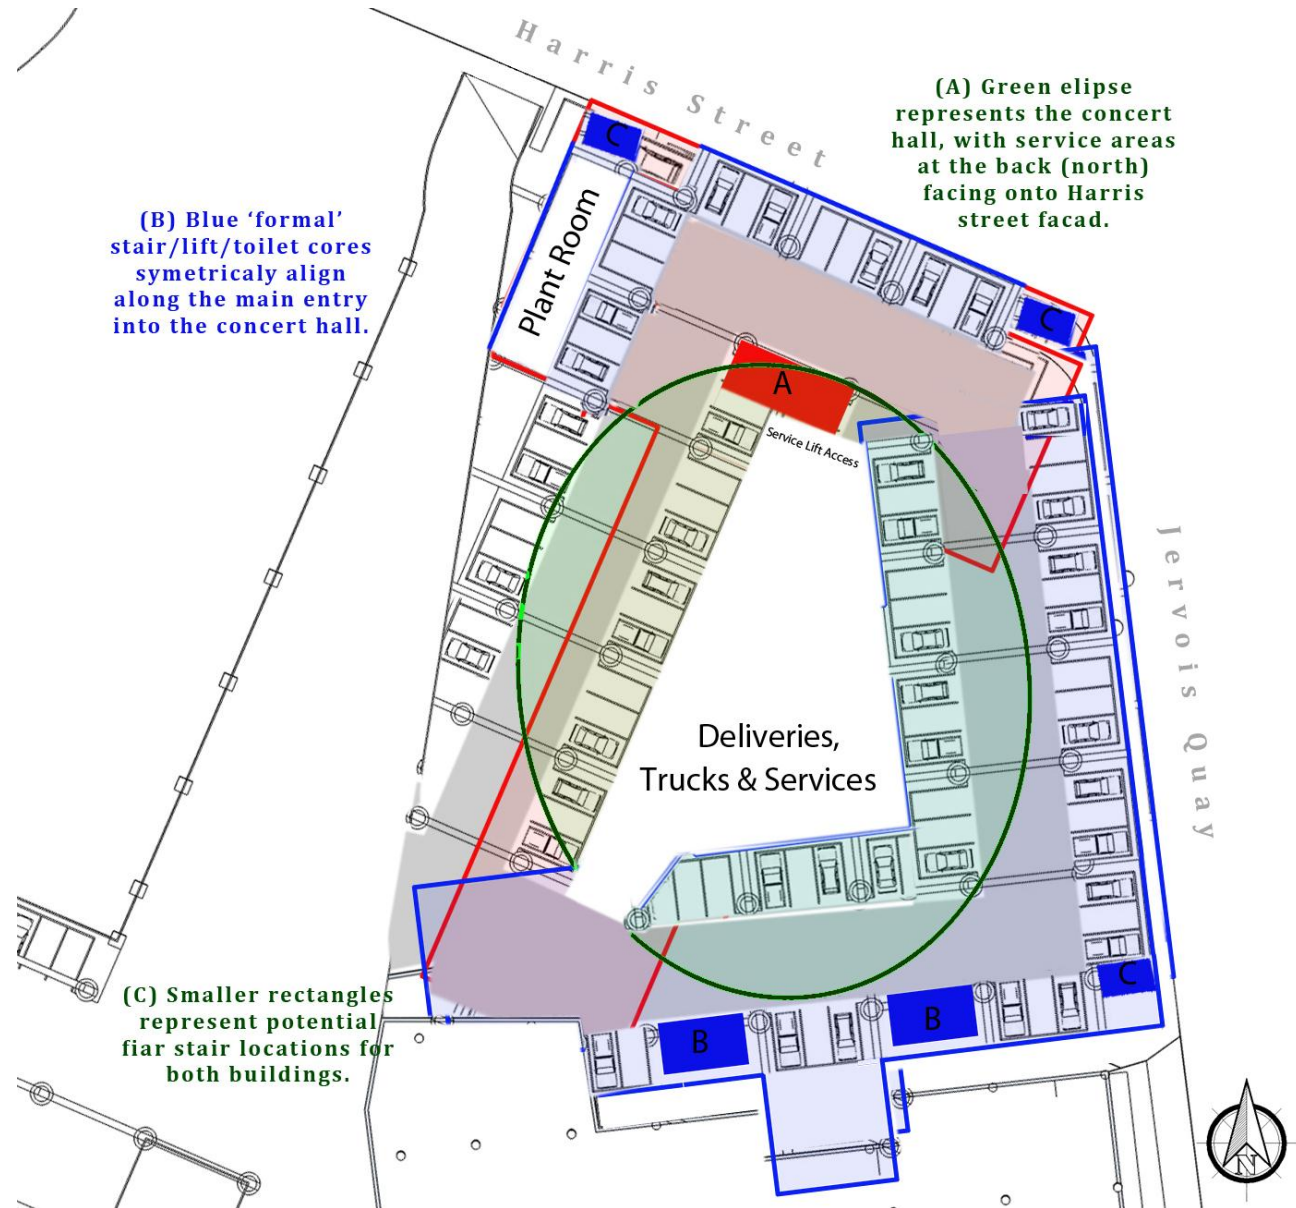 Harris Street
(A) Green elipse
represents the concert
hall, with service areas
at the back (north)
facing onto Harris
street facad.
C
(B) Blue ‘formal’
stair/lift/toilet cores
symetricaly align
along the main entry
into the concert hall.
Plant Room
C
A
Service Lift Access
Jervois Quay
Deliveries,
Trucks & Services
C
(C) Smaller rectangles
represent potential
fiar stair locations for
both buildings.
B
B
N